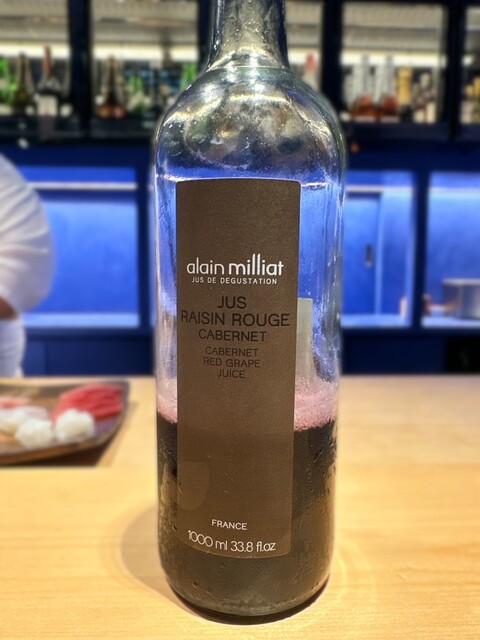 alain milliat
JUS DE DEGUSTATION
JUS
RAISIN ROUGE
CABERNET
CABERNET
RED GRAPE
JUICE
FRANCE
1000 ml 33.8 fl.oz